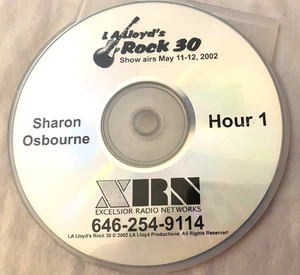 LA Lloyd's
Rock 30
Show airs May 11-12, 2002
Sharon
Osbourne
Hour 1
XRN
EXCELSIOR RADIO NETWORKS
646-254-9114
LA Lloyd's Rock 30 © 2002 LA Lloyd Productions All Rights Reserved